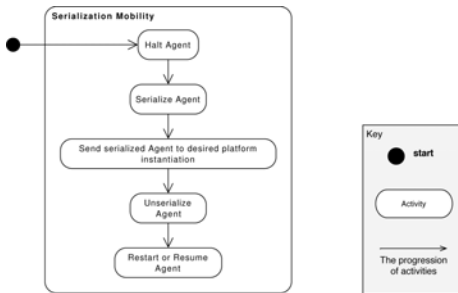 Serialization Mobility
Halt Agent
Serialize Agent
Send serialized Agent to desired platform
instantiation
Unserialize
Agent
Restart or Resume
Agent
Key
start
Activity
The progression
of activities